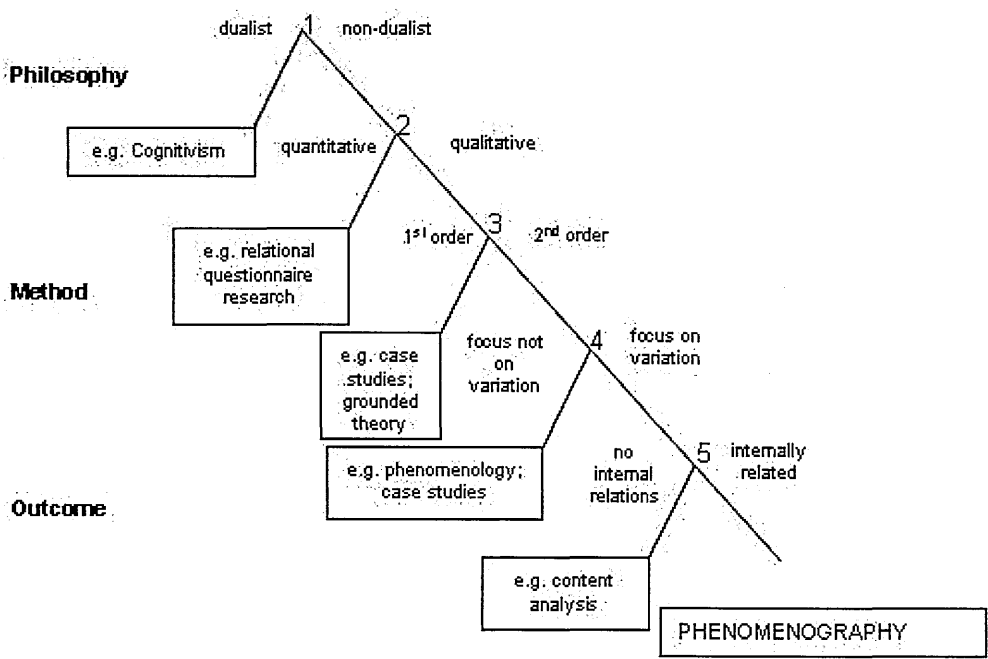 dualist 1 non-dualist
Philosophy
e.g. Cognitivism
quantitative 2 qualitative
1st order 3 2nd order
e.g. relational
questionnaire
research
Method
focus not
on
variation
4 focus on
variation
e.g. case
studies;
grounded
theory
e.g. phenomenology;
case studies
no
internal
relations
5 internally
related
Outcome
e.g. content
analysis
PHENOMENOGRAPHY